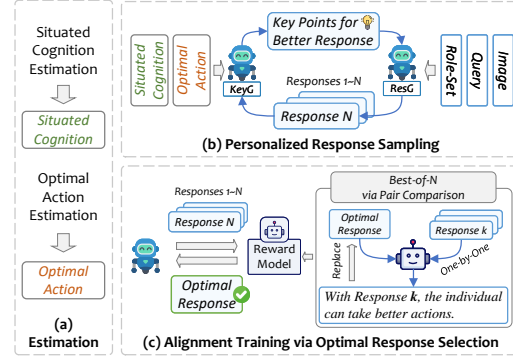 Situated
Cognition
Estimation
Situated
Cognition
Optimal
Action
Estimation
Optimal
Action
(a)
Estimation
Situated
Cognition
Optimal
Action
Key Points for
Better Response
KeyG
ResG
Responses 1~N
Response N
Role-Set
Query
Image
(b) Personalized Response Sampling
Responses 1~N
Response N
Reward
Model
Optimal
Response
Best-of-N
via Pair Comparison
Optimal
Response
Response k
Replace
One-by-One
With Response k, the individual
can take better actions.
(c) Alignment Training via Optimal Response Selection